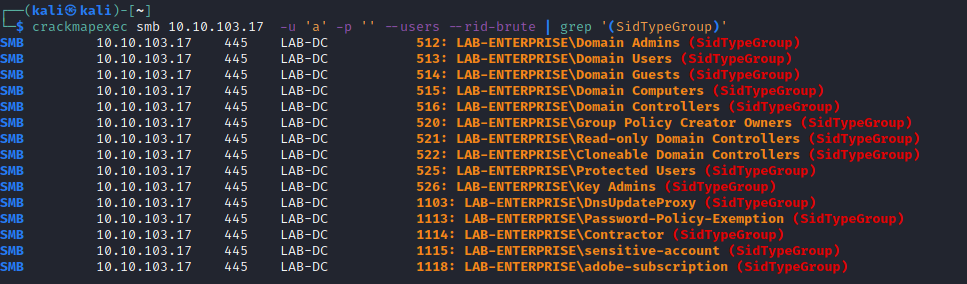 ┌──(kali㉿kali)-[~]
└─$ crackmapexec smb 10.10.103.17 -u 'a' -p '' --users --rid-brute | grep '(SidTypeGroup)'
SMB 10.10.103.17 445 LAB-DC 512: LAB-ENTERPRISE\Domain Admins (SidTypeGroup)
SMB 10.10.103.17 445 LAB-DC 513: LAB-ENTERPRISE\Domain Users (SidTypeGroup)
SMB 10.10.103.17 445 LAB-DC 514: LAB-ENTERPRISE\Domain Guests (SidTypeGroup)
SMB 10.10.103.17 445 LAB-DC 515: LAB-ENTERPRISE\Domain Computers (SidTypeGroup)
SMB 10.10.103.17 445 LAB-DC 516: LAB-ENTERPRISE\Domain Controllers (SidTypeGroup)
SMB 10.10.103.17 445 LAB-DC 520: LAB-ENTERPRISE\Group Policy Creator Owners (SidTypeGroup)
SMB 10.10.103.17 445 LAB-DC 521: LAB-ENTERPRISE\Read-only Domain Controllers (SidTypeGroup)
SMB 10.10.103.17 445 LAB-DC 522: LAB-ENTERPRISE\Cloneable Domain Controllers (SidTypeGroup)
SMB 10.10.103.17 445 LAB-DC 525: LAB-ENTERPRISE\Protected Users (SidTypeGroup)
SMB 10.10.103.17 445 LAB-DC 526: LAB-ENTERPRISE\Key Admins (SidTypeGroup)
SMB 10.10.103.17 445 LAB-DC 1103: LAB-ENTERPRISE\DnsUpdateProxy (SidTypeGroup)
SMB 10.10.103.17 445 LAB-DC 1113: LAB-ENTERPRISE\Password-Policy-Exemption (SidTypeGroup)
SMB 10.10.103.17 445 LAB-DC 1114: LAB-ENTERPRISE\Contractor (SidTypeGroup)
SMB 10.10.103.17 445 LAB-DC 1115: LAB-ENTERPRISE\sensitive-account (SidTypeGroup)
SMB 10.10.103.17 445 LAB-DC 1118: LAB-ENTERPRISE\adobe-subscription (SidTypeGroup)